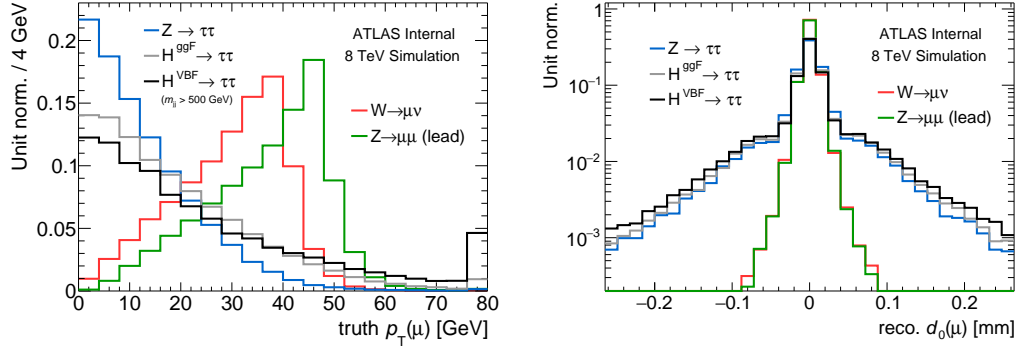 Unit norm. / 4 GeV
0.2
0.15
0.1
0.05
0
Z → ττ
H^ggF → ττ
H^VBF → ττ
(m_jj > 500 GeV)
ATLAS Internal
8 TeV Simulation
W→μν
Z→μμ (lead)
0 10 20 30 40 50 60 70 80
truth p_T(μ) [GeV]
Unit norm.
1
10^−1
10^−2
10^−3
Z → ττ
H^ggF → ττ
H^VBF → ττ
ATLAS Internal
8 TeV Simulation
W→μν
Z→μμ (lead)
−0.2 −0.1 0 0.1 0.2
reco. d_0(μ) [mm]